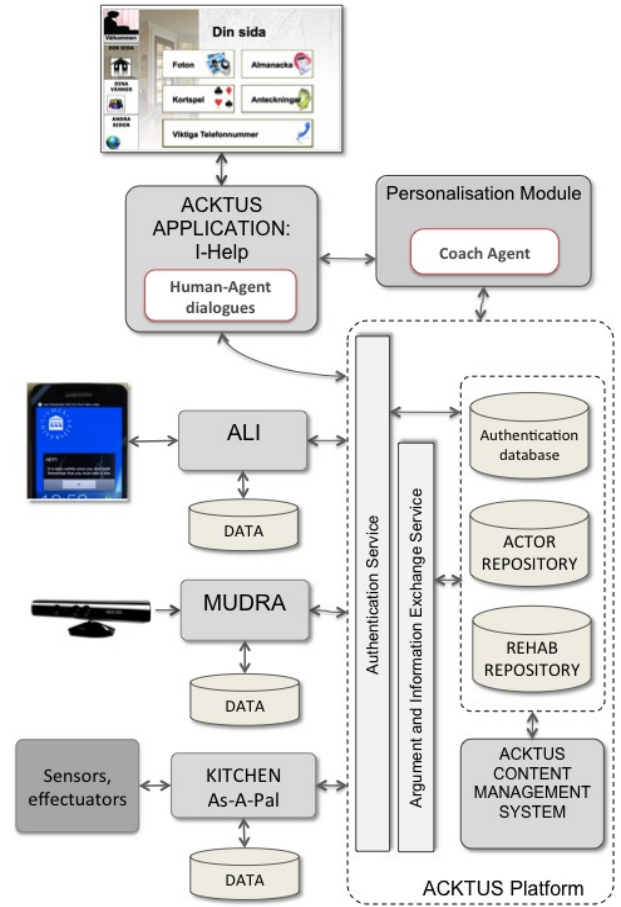 Din sida
Välkommen
DIN SIDA
DINA
VÄNNER
ANDRA
SIDOR
Foton
Almanacka
Kortspel
Anteckningar
Viktiga Telefonnummer
ACKTUS
APPLICATION:
I-Help
Human-Agent
dialogues
Personalisation Module
Coach Agent
ALI
DATA
MUDRA
DATA
Sensors,
effectuators
KITCHEN
As-A-Pal
DATA
Authentication Service
Argument and Information Exchange Service
Authentication
database
ACTOR
REPOSITORY
REHAB
REPOSITORY
ACKTUS
CONTENT
MANAGEMENT
SYSTEM
ACKTUS Platform